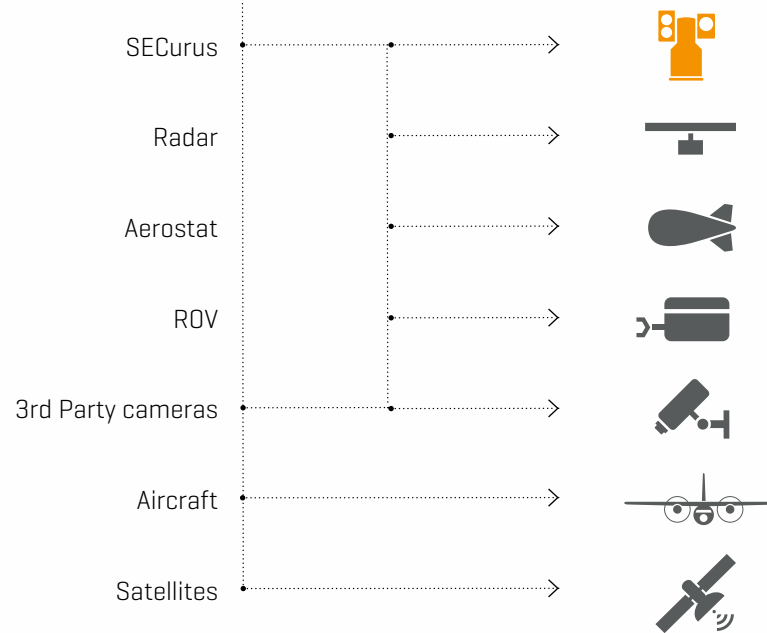 SECurus
Radar
Aerostat
ROV
3rd Party cameras
Aircraft
Satellites